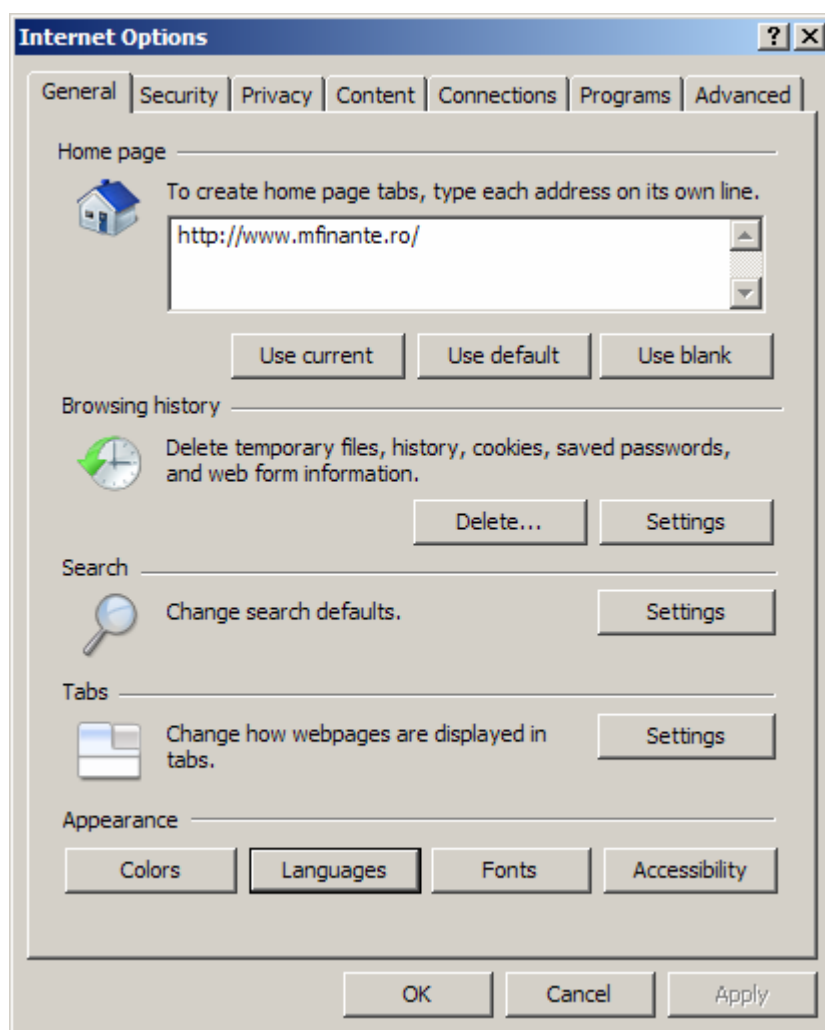 Internet Options
General Security Privacy Content Connections Programs Advanced
Home page
To create home page tabs, type each address on its own line.
http://www.mfinante.ro/
Use current Use default Use blank
Browsing history
Delete temporary files, history, cookies, saved passwords,
and web form information.
Delete... Settings
Search
Change search defaults. Settings
Tabs
Change how webpages are displayed in
tabs.
Settings
Appearance
Colors Languages Fonts Accessibility
OK Cancel Apply